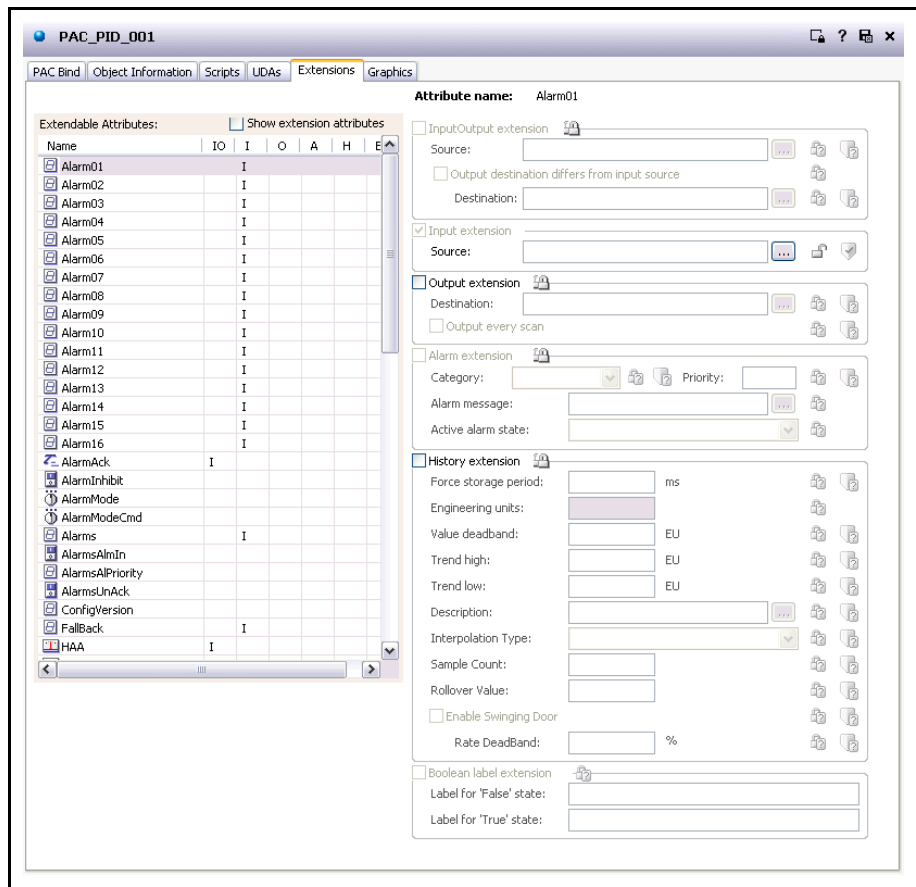 PAC_PID_001
?
PAC Bind Object Information Scripts UDAs Extensions Graphics
Attribute name: Alarm01
Extendable Attributes: Show extension attributes
Name IO I O A H E
Alarm01 I
Alarm02 I
Alarm03 I
Alarm04 I
Alarm05 I
Alarm06 I
Alarm07 I
Alarm08 I
Alarm09 I
Alarm10 I
Alarm11 I
Alarm12 I
Alarm13 I
Alarm14 I
Alarm15 I
Alarm16 I
AlarmAck I
AlarmInhibit
AlarmMode
AlarmModeCmd
Alarms I
AlarmsAlmIn
AlarmsAlPriority
AlarmsUnAck
ConfigVersion
FallBack I
HAA I
InputOutput extension
Source: ...
Output destination differs from input source
Destination: ...
Input extension
Source: ...
Output extension
Destination: ...
Output every scan
Alarm extension
Category: Priority:
Alarm message: ...
Active alarm state:
History extension
Force storage period: ms
Engineering units:
Value deadband: EU
Trend high: EU
Trend low: EU
Description: ...
Interpolation Type:
Sample Count:
Rollover Value:
Enable Swinging Door
Rate DeadBand: %
Boolean label extension
Label for 'False' state:
Label for 'True' state: